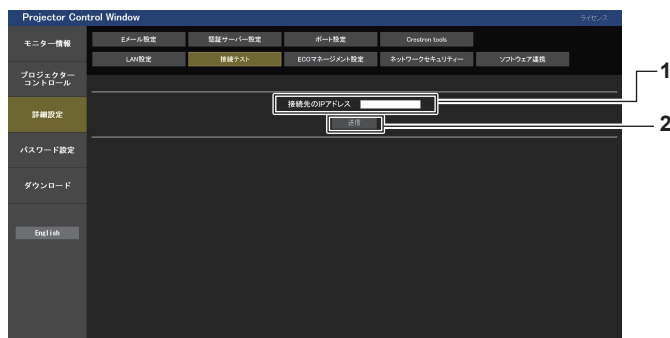 Projector Control Window
ライセンス
モニター情報
Eメール設定
認証サーバー設定
ポート設定
Crestron tools
LAN設定
接続テスト
ECOマネージメント設定
ネットワークセキュリティー
ソフトウェア連携
プロジェクター
コントロール
接続先のIPアドレス
1
送信
2
詳細設定
パスワード設定
ダウンロード
English